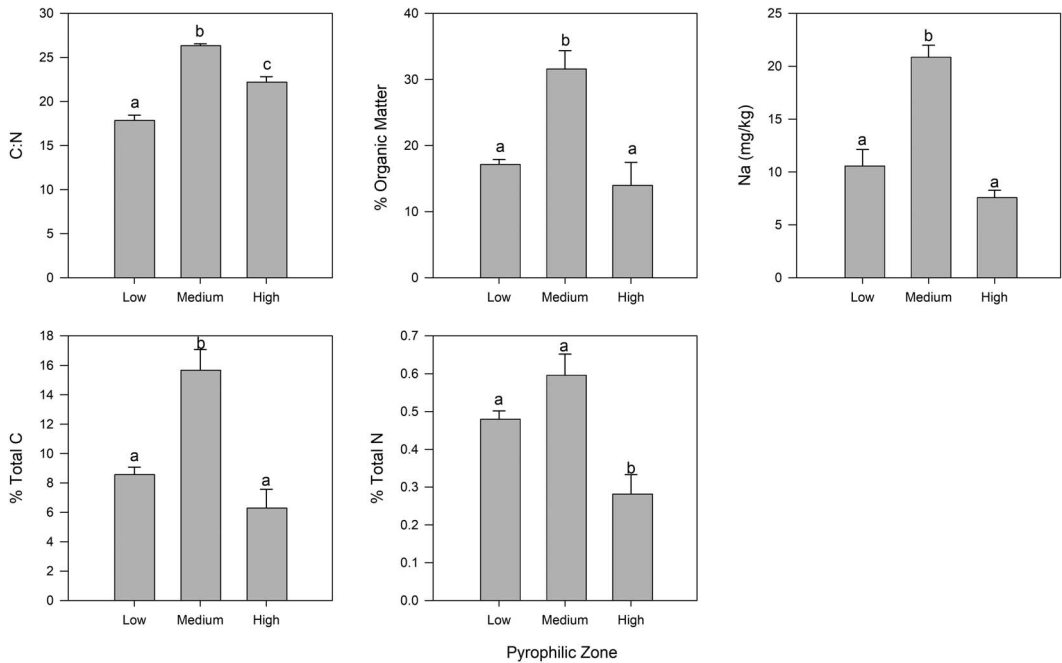 C:N
30
25
20
15
10
5
0
a
b
c
Low Medium High
% Organic Matter
40
30
20
10
0
a
b
a
Low Medium High
Na (mg/kg)
25
20
15
10
5
0
a
b
a
Low Medium High
% Total C
18
16
14
12
10
8
6
4
2
0
a
b
a
Low Medium High
% Total N
0.7
0.6
0.5
0.4
0.3
0.2
0.1
0.0
a
a
b
Low Medium High
Pyrophilic Zone